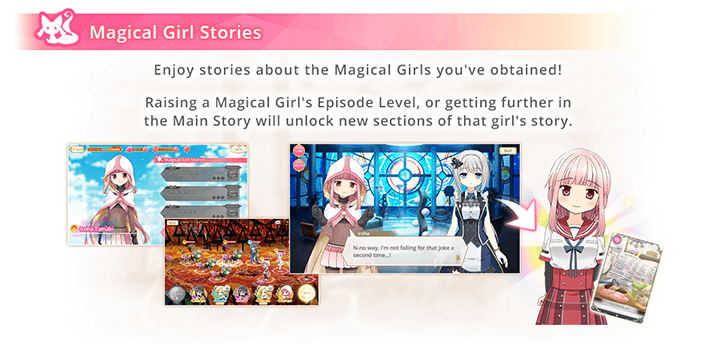 Magical Girl Stories
Enjoy stories about the Magical Girls you've obtained!
Raising a Magical Girl's Episode Level, or getting further in
the Main Story will unlock new sections of that girl's story.
Magical Girl Stories
Iroha Tamaki
SKIP
Iroha
N-no way, I'm not falling for that joke a
second time...!